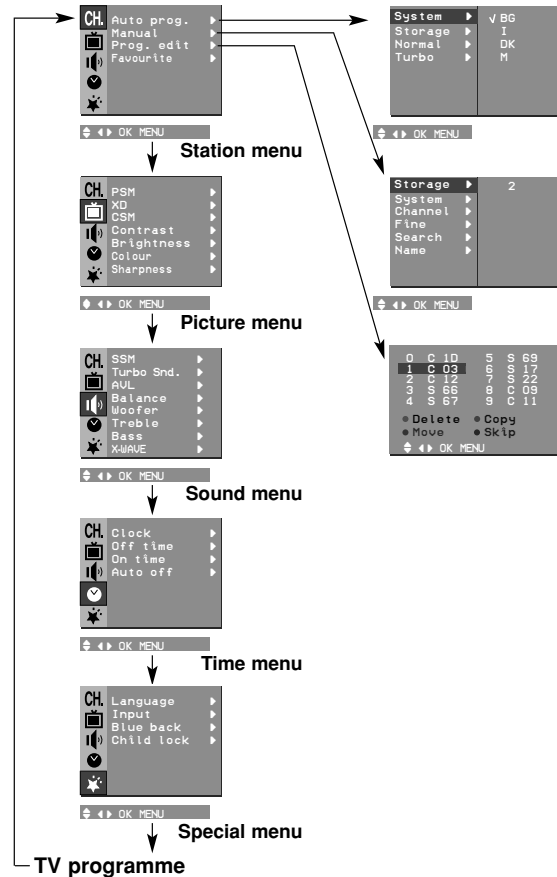 CH. Auto prog.
Manual
Prog. edit
Favourite
OK MENU
Station menu
CH. PSM
XD
CSM
Contrast
Brightness
Colour
Sharpness
OK MENU
Picture menu
CH. SSM
Turbo Snd.
AVL
Balance
Woofer
Treble
Bass
X-WAVE
OK MENU
Sound menu
CH. Clock
Off time
On time
Auto off
OK MENU
Time menu
CH. Language
Input
Blue back
Child lock
OK MENU
Special menu
TV programme
System √ BG
Storage I
Normal DK
Turbo M
OK MENU
Storage 2
System
Channel
Fine
Search
Name
OK MENU
0 C 1D 5 S 69
1 C 03 6 S 17
2 C 12 7 S 22
3 S 66 8 C 09
4 S 67 9 C 11
Delete Copy
Move Skip
OK MENU